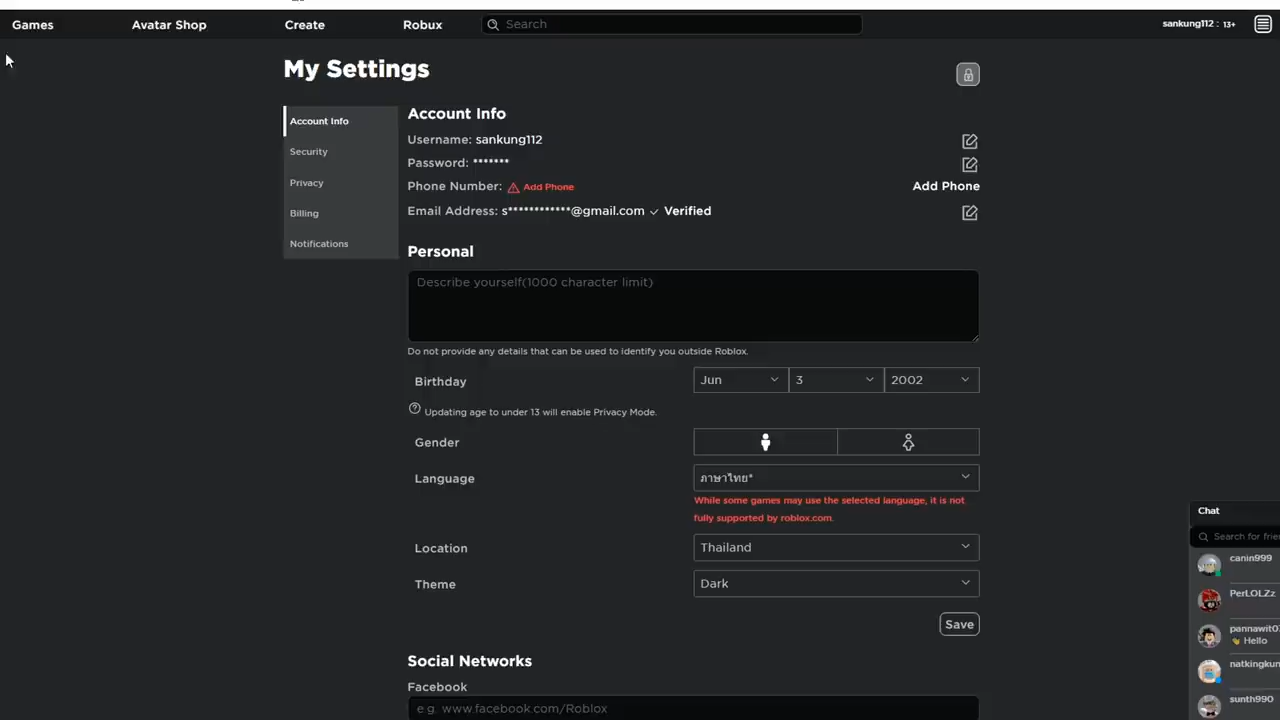 Games Avatar Shop Create Robux Search sankung112 : 13+
My Settings
Account Info
Security
Privacy
Billing
Notifications
Account Info
Username: sankung112
Password: *******
Phone Number: Add Phone Add Phone
Email Address: s************@gmail.com Verified
Personal
Describe yourself(1000 character limit)
Do not provide any details that can be used to identify you outside Roblox.
Birthday Jun 3 2002
Updating age to under 13 will enable Privacy Mode.
Gender
Language ภาษาไทย*
While some games may use the selected language, it is not
fully supported by roblox.com.
Location Thailand
Theme Dark
Save
Social Networks
Facebook
e.g. www.facebook.com/Roblox
Chat
Search for frie
canin999
PerLOLZz
pannawit0
Hello
natkingkun
sunth990